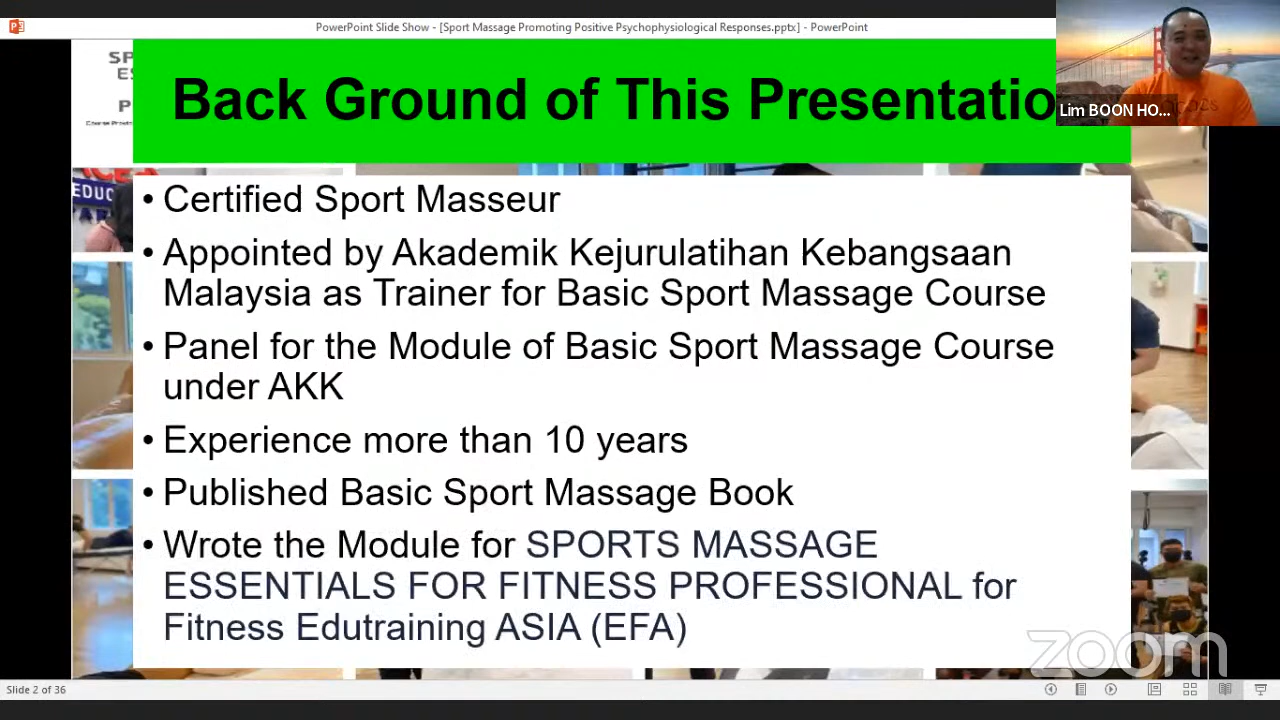 PowerPoint Slide Show - [Sport Massage Promoting Positive Psychophysiological Responses.pptx] - PowerPoint
Lim BOON HO...
Back Ground of This Presentatio
• Certified Sport Masseur
• Appointed by Akademik Kejurulatihan Kebangsaan
Malaysia as Trainer for Basic Sport Massage Course
• Panel for the Module of Basic Sport Massage Course
under AKK
• Experience more than 10 years
• Published Basic Sport Massage Book
• Wrote the Module for SPORTS MASSAGE
ESSENTIALS FOR FITNESS PROFESSIONAL for
Fitness Edutraining ASIA (EFA)
zoom
Slide 2 of 36